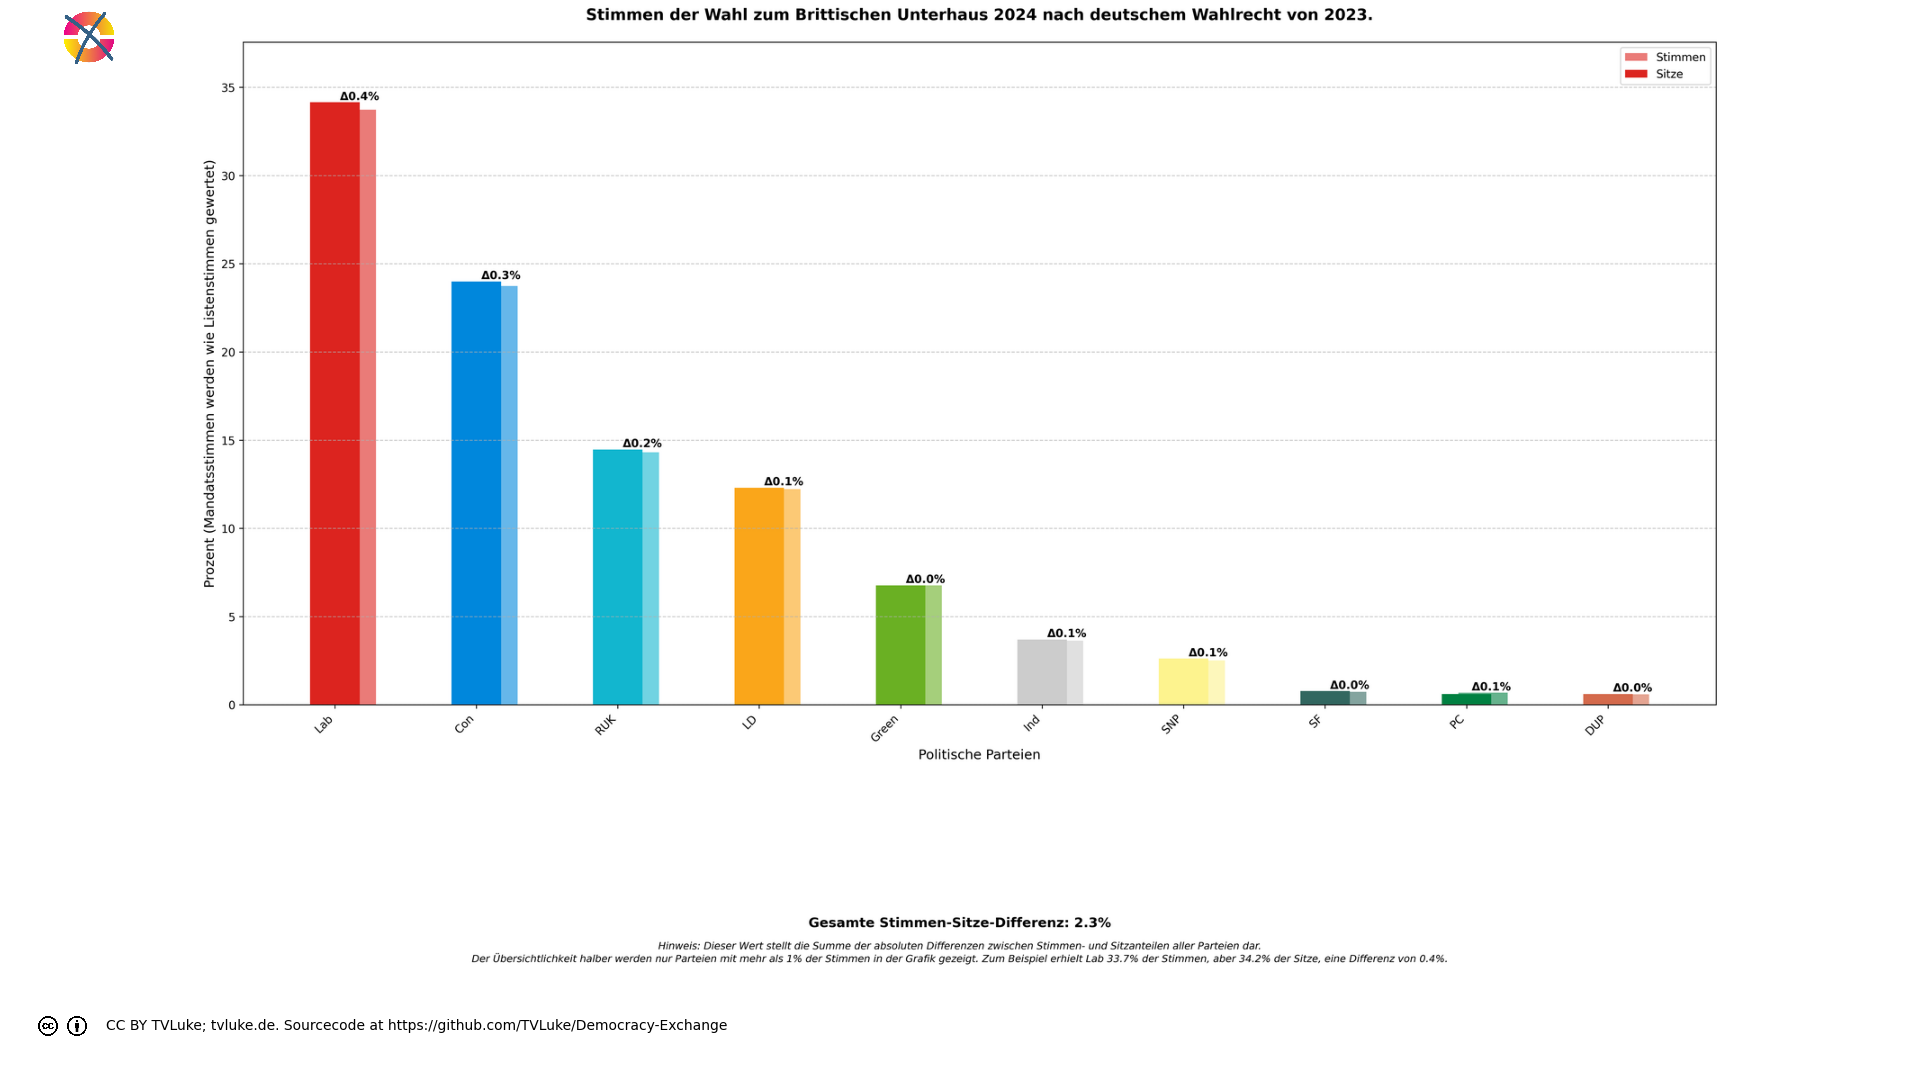 Stimmen der Wahl zum Brittischen Unterhaus 2024 nach deutschem Wahlrecht von 2023.
Stimmen
Sitze
Prozent (Mandatsstimmen werden wie Listenstimmen gewertet)
35
30
25
20
15
10
5
0
Δ0.4%
Δ0.3%
Δ0.2%
Δ0.1%
Δ0.0%
Δ0.1%
Δ0.1%
Δ0.0%
Δ0.1%
Δ0.0%
Lab
Con
RUK
LD
Green
Ind
SNP
SF
PC
DUP
Politische Parteien
Gesamte Stimmen-Sitze-Differenz: 2.3%
Hinweis: Dieser Wert stellt die Summe der absoluten Differenzen zwischen Stimmen- und Sitzanteilen aller Parteien dar.
Der Übersichtlichkeit halber werden nur Parteien mit mehr als 1% der Stimmen in der Grafik gezeigt. Zum Beispiel erhielt Lab 33.7% der Stimmen, aber 34.2% der Sitze, eine Differenz von 0.4%.
cc CC BY TVLuke; tvluke.de. Sourcecode at https://github.com/TVLuke/Democracy-Exchange